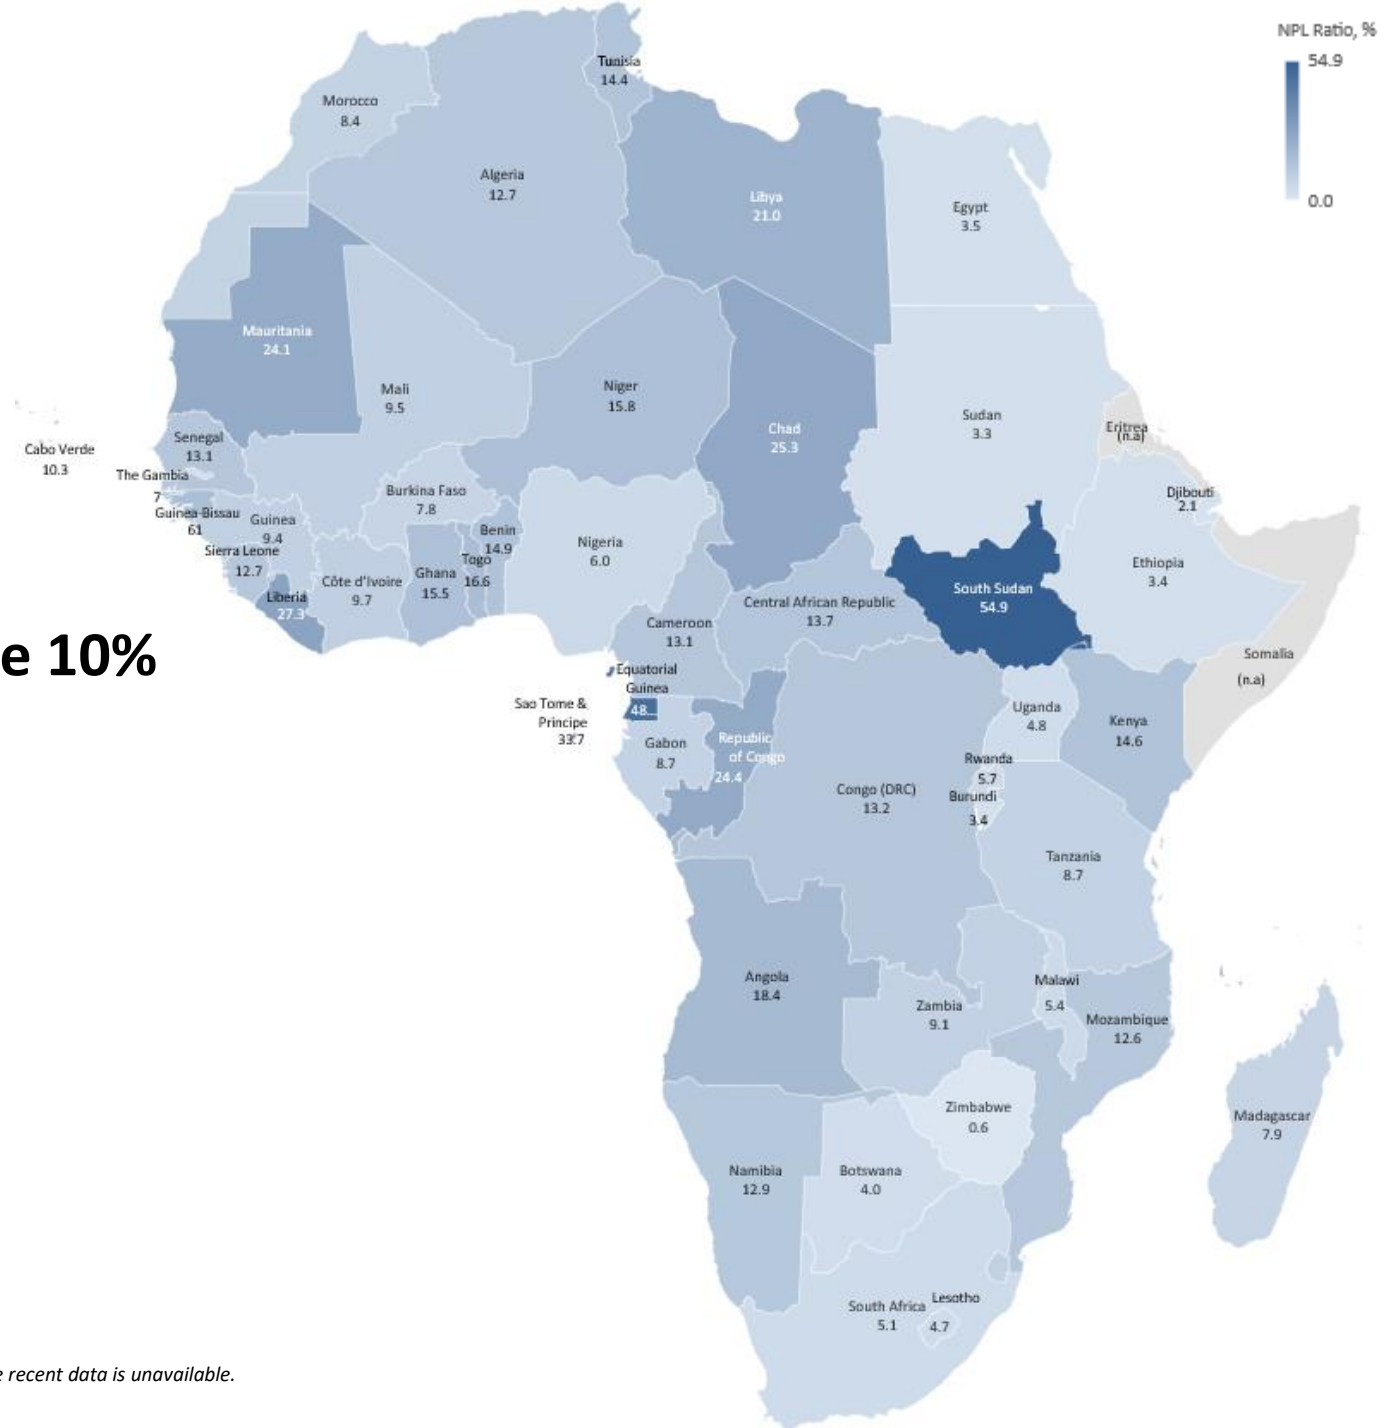 NPL Ratio, %
54.9
0.0
Tunisia
14.4
Morocco
8.4
Algeria
12.7
Libya
21.0
Egypt
3.5
Mauritania
24.1
Mali
9.5
Niger
15.8
Chad
25.3
Sudan
3.3
Eritrea
(n.a)
Cabo Verde
10.3
Senegal
13.1
The Gambia
7
Guinea-Bissau
61
Guinea
9.4
Sierra Leone
12.7
Liberia
27.3
Burkina Faso
7.8
Côte d'Ivoire
9.7
Ghana
15.5
Togo
16.6
Benin
14.9
Nigeria
6.0
Djibouti
2.1
Ethiopia
3.4
South Sudan
54.9
Central African Republic
13.7
Cameroon
13.1
Somalia
(n.a)
e 10%
Equatorial
Guinea
48...
Sao Tome &
Principe
33.7
Gabon
8.7
Republic
of Congo
24.4
Congo (DRC)
13.2
Uganda
4.8
Kenya
14.6
Rwanda
5.7
Burundi
3.4
Tanzania
8.7
Angola
18.4
Zambia
9.1
Malawi
5.4
Mozambique
12.6
Zimbabwe
0.6
Madagascar
7.9
Namibia
12.9
Botswana
4.0
South Africa
5.1
Lesotho
4.7
e recent data is unavailable.